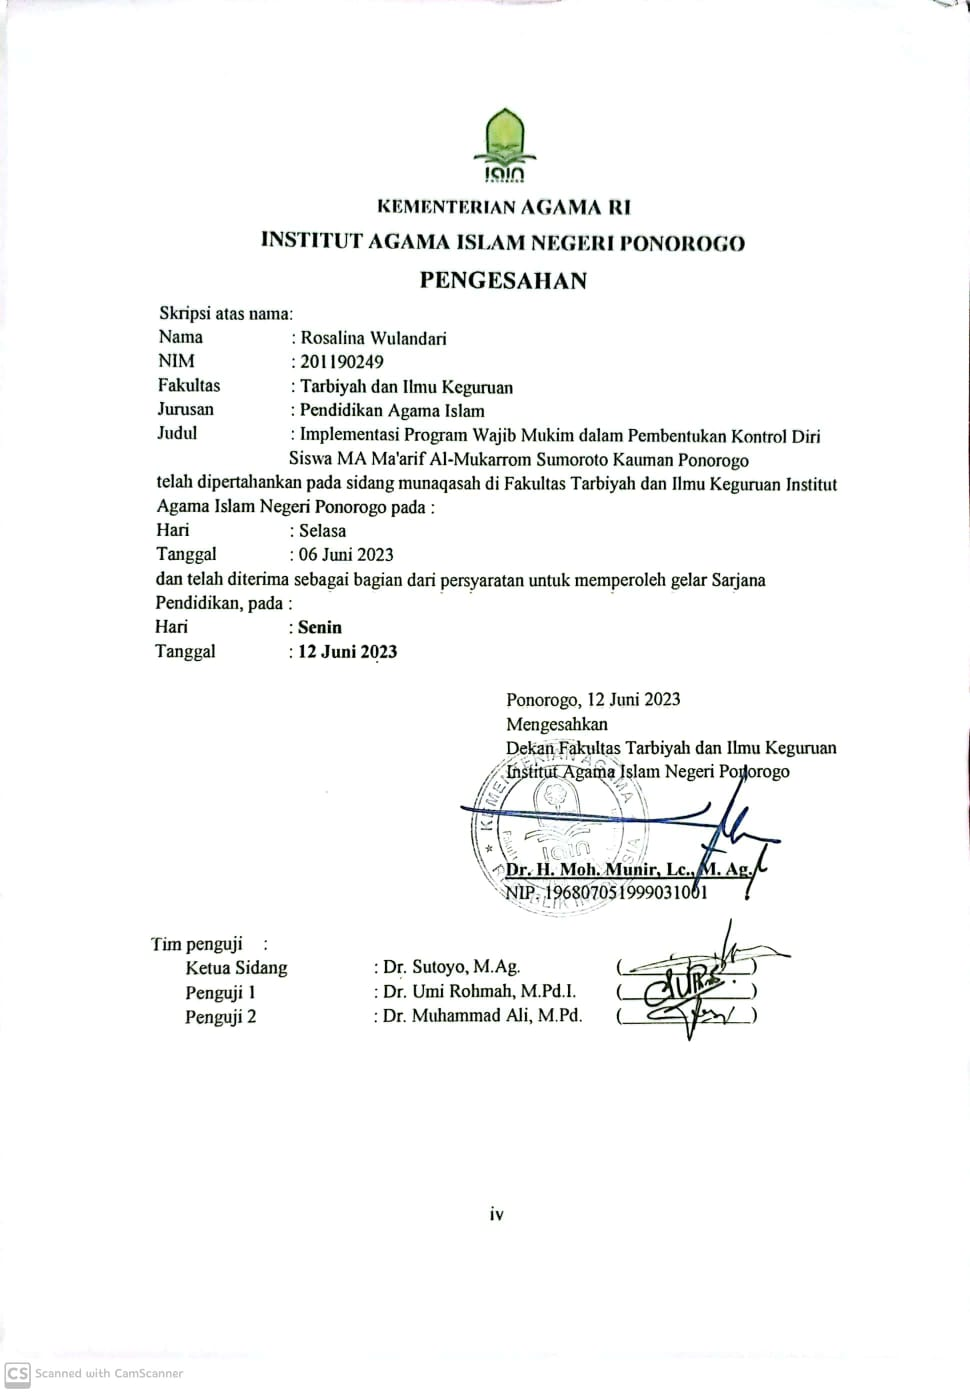 IAIN
PONOROGO
KEMENTERIAN AGAMA RI
INSTITUT AGAMA ISLAM NEGERI PONOROGO
PENGESAHAN
Skripsi atas nama:
Nama : Rosalina Wulandari
NIM : 201190249
Fakultas : Tarbiyah dan Ilmu Keguruan
Jurusan : Pendidikan Agama Islam
Judul : Implementasi Program Wajib Mukim dalam Pembentukan Kontrol Diri
Siswa MA Ma'arif Al-Mukarrom Sumoroto Kauman Ponorogo
telah dipertahankan pada sidang munaqasah di Fakultas Tarbiyah dan Ilmu Keguruan Institut
Agama Islam Negeri Ponorogo pada :
Hari : Selasa
Tanggal : 06 Juni 2023
dan telah diterima sebagai bagian dari persyaratan untuk memperoleh gelar Sarjana
Pendidikan, pada :
Hari : Senin
Tanggal : 12 Juni 2023
Ponorogo, 12 Juni 2023
Mengesahkan
Dekan Fakultas Tarbiyah dan Ilmu Keguruan
Institut Agama Islam Negeri Ponorogo
KEMENTERIAN AGAMA
IAIN
Dr. H. Moh. Munir, Lc., M. Ag.
NIP. 196807051999031001
Tim penguji :
Ketua Sidang : Dr. Sutoyo, M.Ag. ( )
Penguji 1 : Dr. Umi Rohmah, M.Pd.I. ( )
Penguji 2 : Dr. Muhammad Ali, M.Pd. ( )
iv
CS Scanned with CamScanner